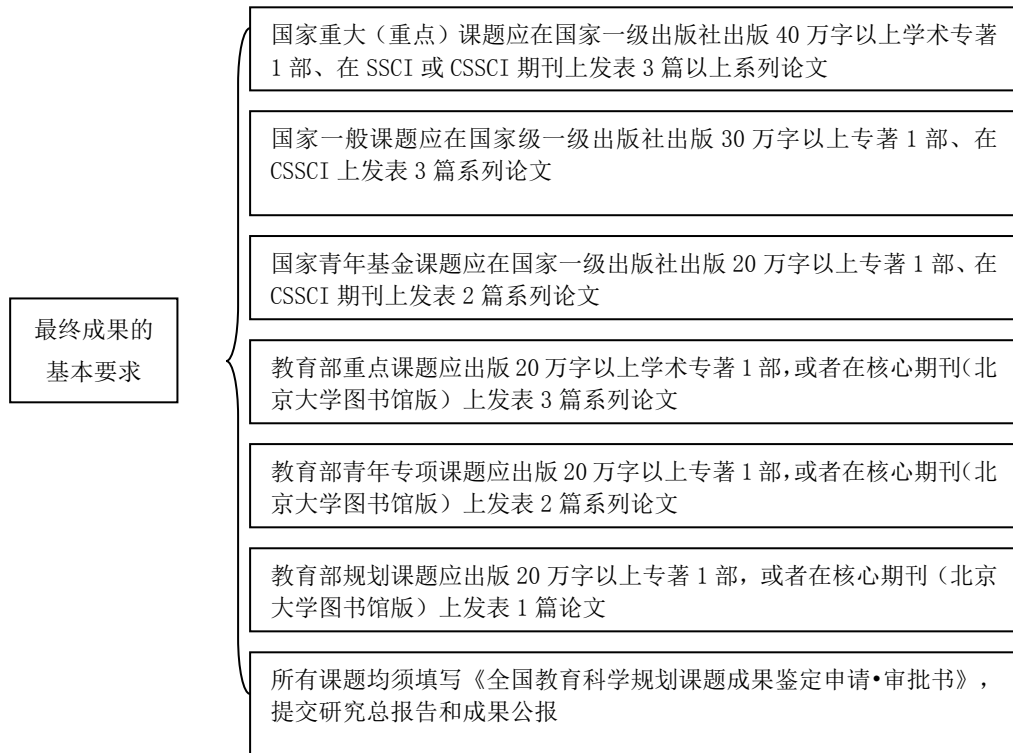 国家重大（重点）课题应在国家一级出版社出版 40 万字以上学术专著
1 部、在 SSCI 或 CSSCI 期刊上发表 3 篇以上系列论文
国家一般课题应在国家级一级出版社出版 30 万字以上专著 1 部、在
CSSCI 上发表 3 篇系列论文
国家青年基金课题应在国家一级出版社出版 20 万字以上专著 1 部、在
CSSCI 期刊上发表 2 篇系列论文
最终成果的
基本要求
教育部重点课题应出版 20 万字以上学术专著 1 部，或者在核心期刊（北
京大学图书馆版）上发表 3 篇系列论文
教育部青年专项课题应出版 20 万字以上专著 1 部，或者在核心期刊（北
京大学图书馆版）上发表 2 篇系列论文
教育部规划课题应出版 20 万字以上专著 1 部，或者在核心期刊（北京
大学图书馆版）上发表 1 篇论文
所有课题均须填写《全国教育科学规划课题成果鉴定申请•审批书》，
提交研究总报告和成果公报